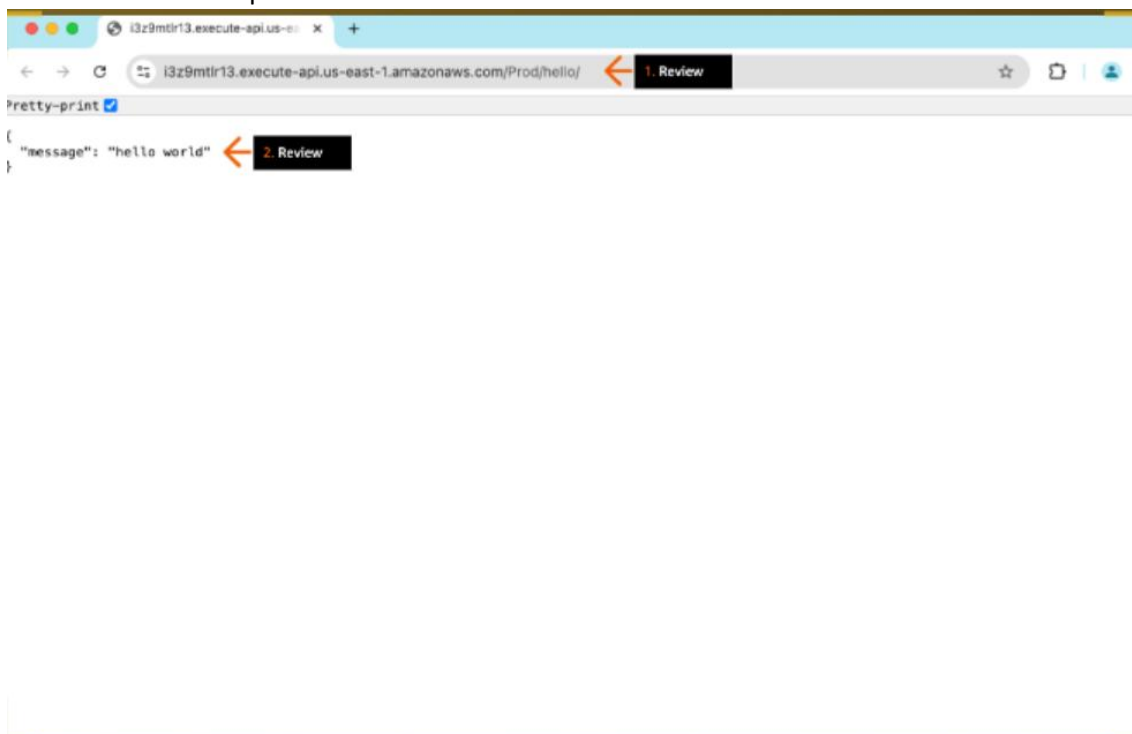 i3z9mtlr13.execute-api.us-ea
i3z9mtlr13.execute-api.us-east-1.amazonaws.com/Prod/hello/
1. Review
Pretty-print
{
"message": "hello world"
2. Review
}